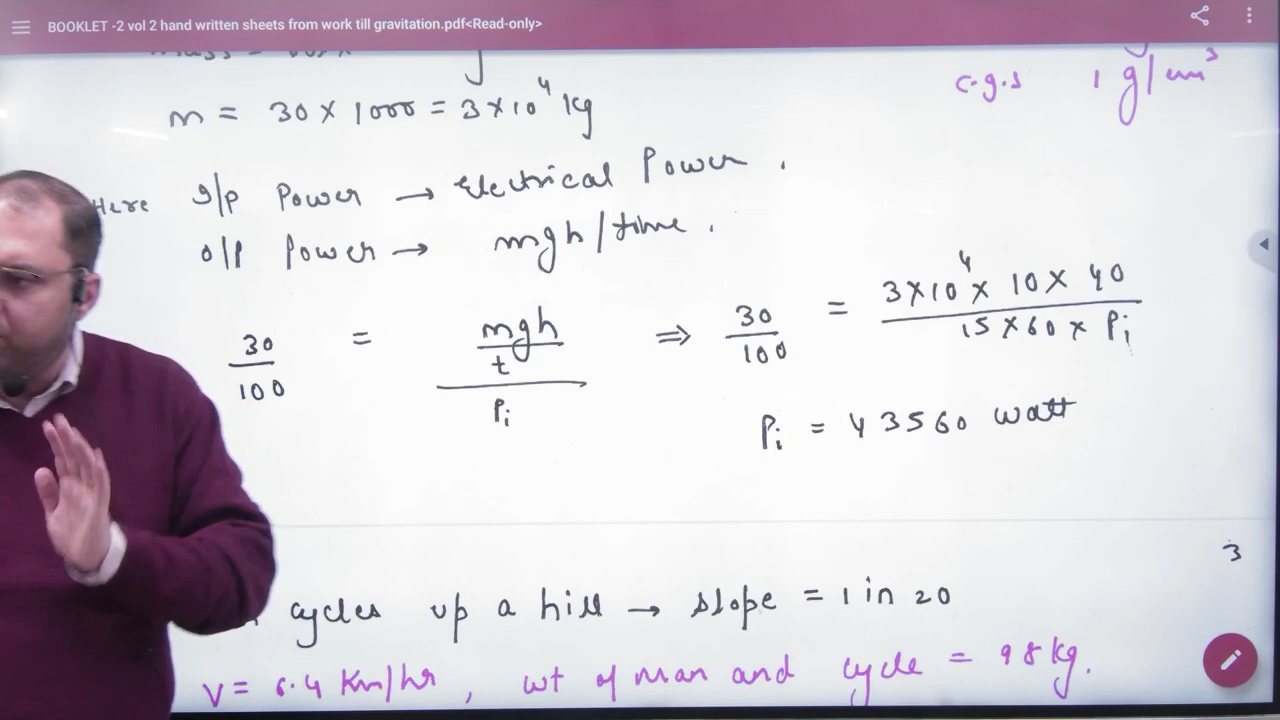 BOOKLET -2 vol 2 hand written sheets from work till gravitation.pdf<Read-only>
c.g.s 1 g/cm³
m = 30 × 1000 = 3 × 10⁴ kg
Here I/p Power → Electrical Power.
o/p Power → mgh/time.
30/100 = (mgh/t)/Pᵢ ⇒ 30/100 = (3×10⁴ × 10 × 40)/(15 × 60 × Pᵢ)
Pᵢ = 43560 watt
3
cycles up a hill → slope = 1 in 20
V = 6.4 Km/hr, wt of man and cycle = 98 kg.